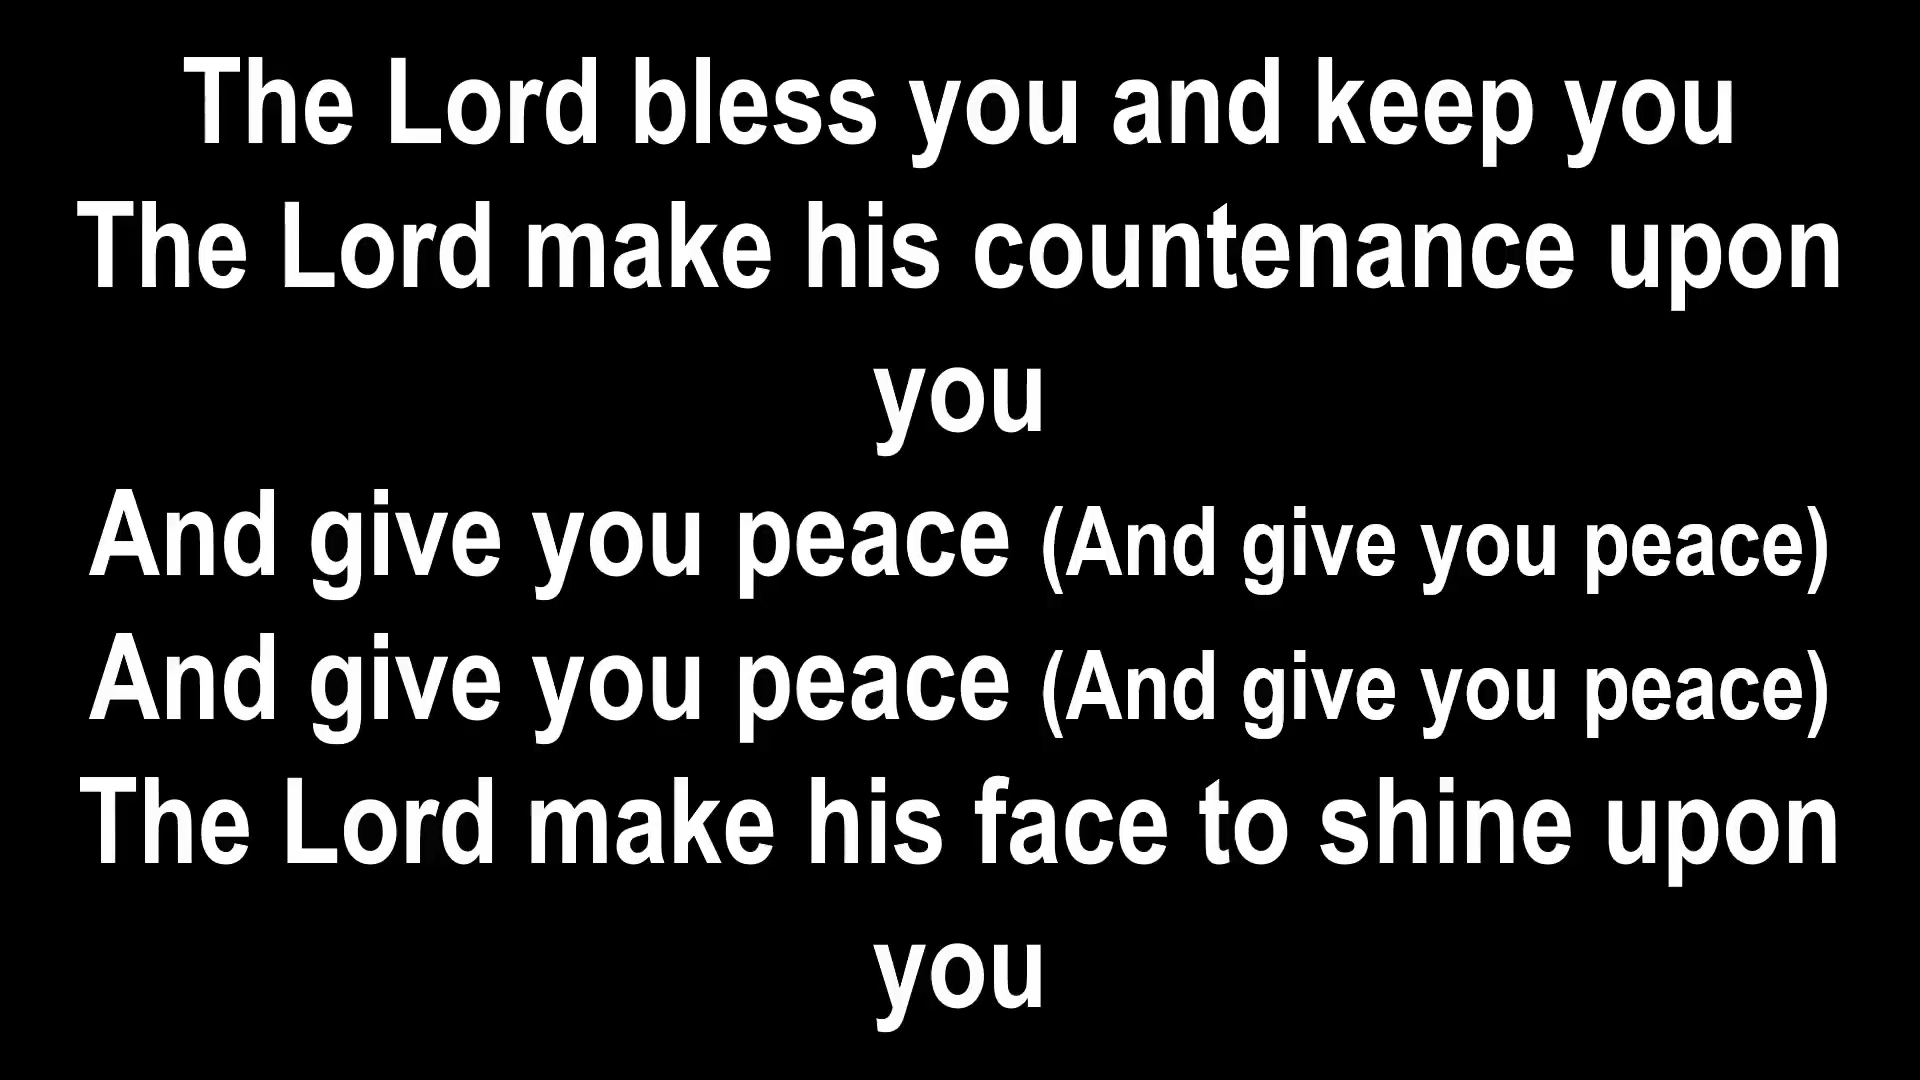 The Lord bless you and keep you
The Lord make his countenance upon
you
And give you peace (And give you peace)
And give you peace (And give you peace)
The Lord make his face to shine upon
you